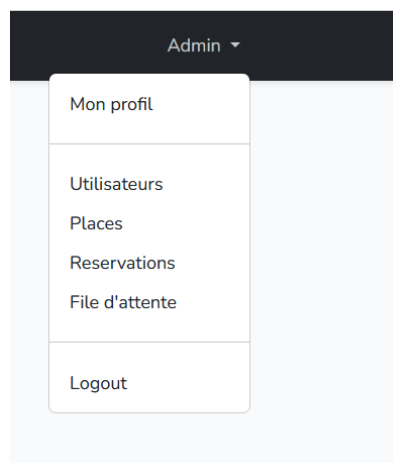 Admin
Mon profil
Utilisateurs
Places
Reservations
File d'attente
Logout